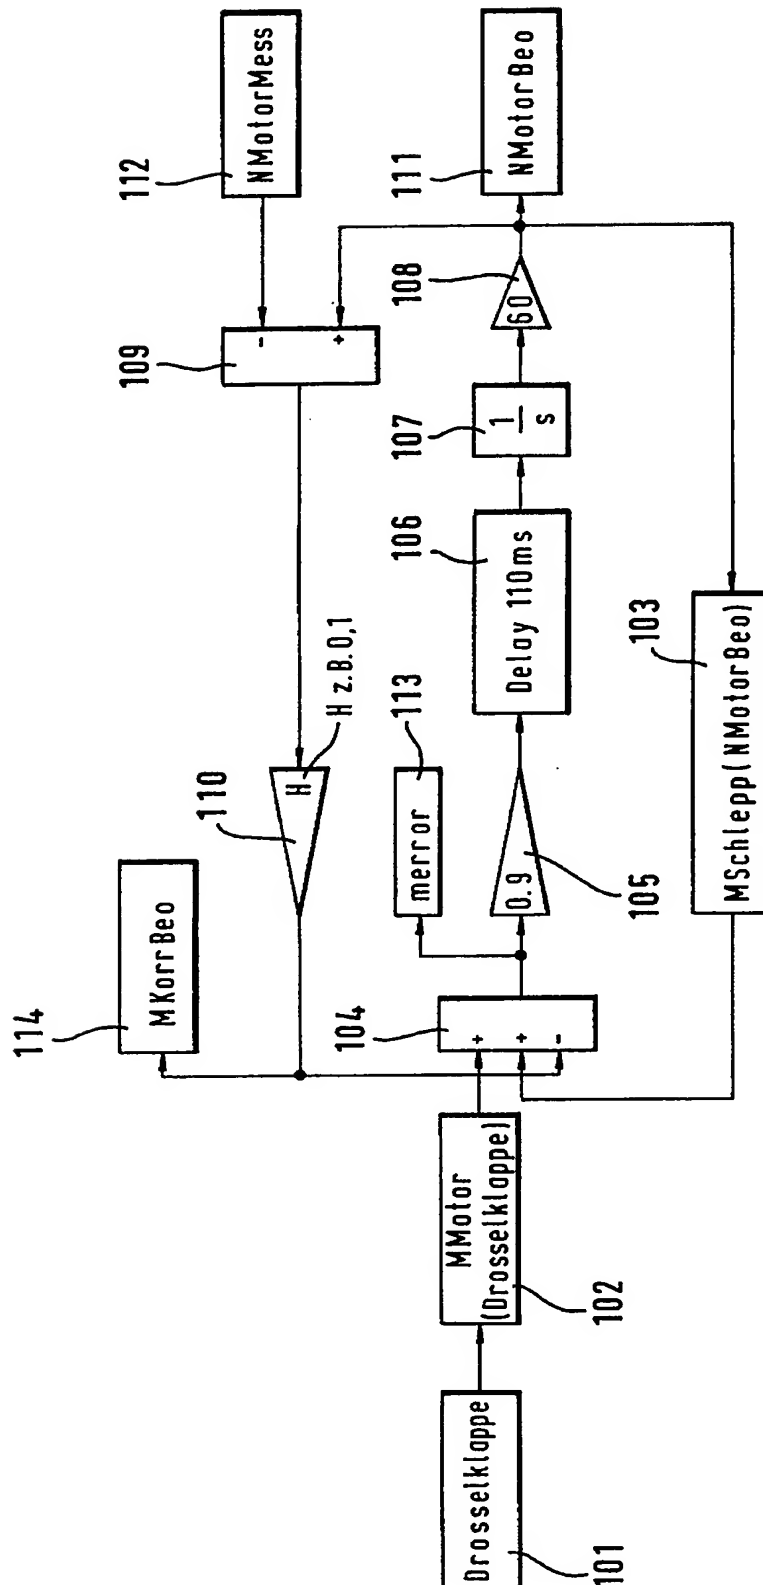 114
MKorrBeo
110
H
H z.B.0,1
109
-
+
112
NMotorMess
Drosselklappe
101
MMotor
(Drosselklappe)
102
104
+
+
-
merror
113
0.9
105
Delay 110ms
106
1
s
107
60
108
NMotorBeo
111
MSchlepp(NMotorBeo)
103